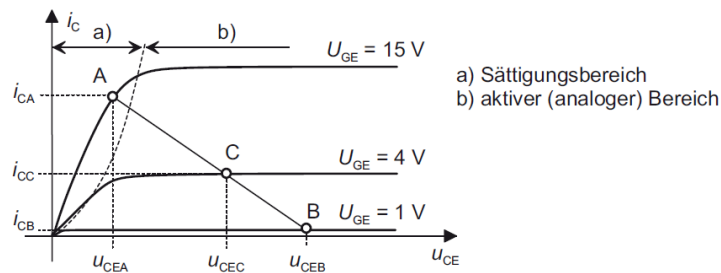 i_C
a)
b)
U_GE = 15 V
A
a) Sättigungsbereich
i_CA
b) aktiver (analoger) Bereich
C
U_GE = 4 V
i_CC
B
U_GE = 1 V
i_CB
u_CEA
u_CEC
u_CEB
u_CE